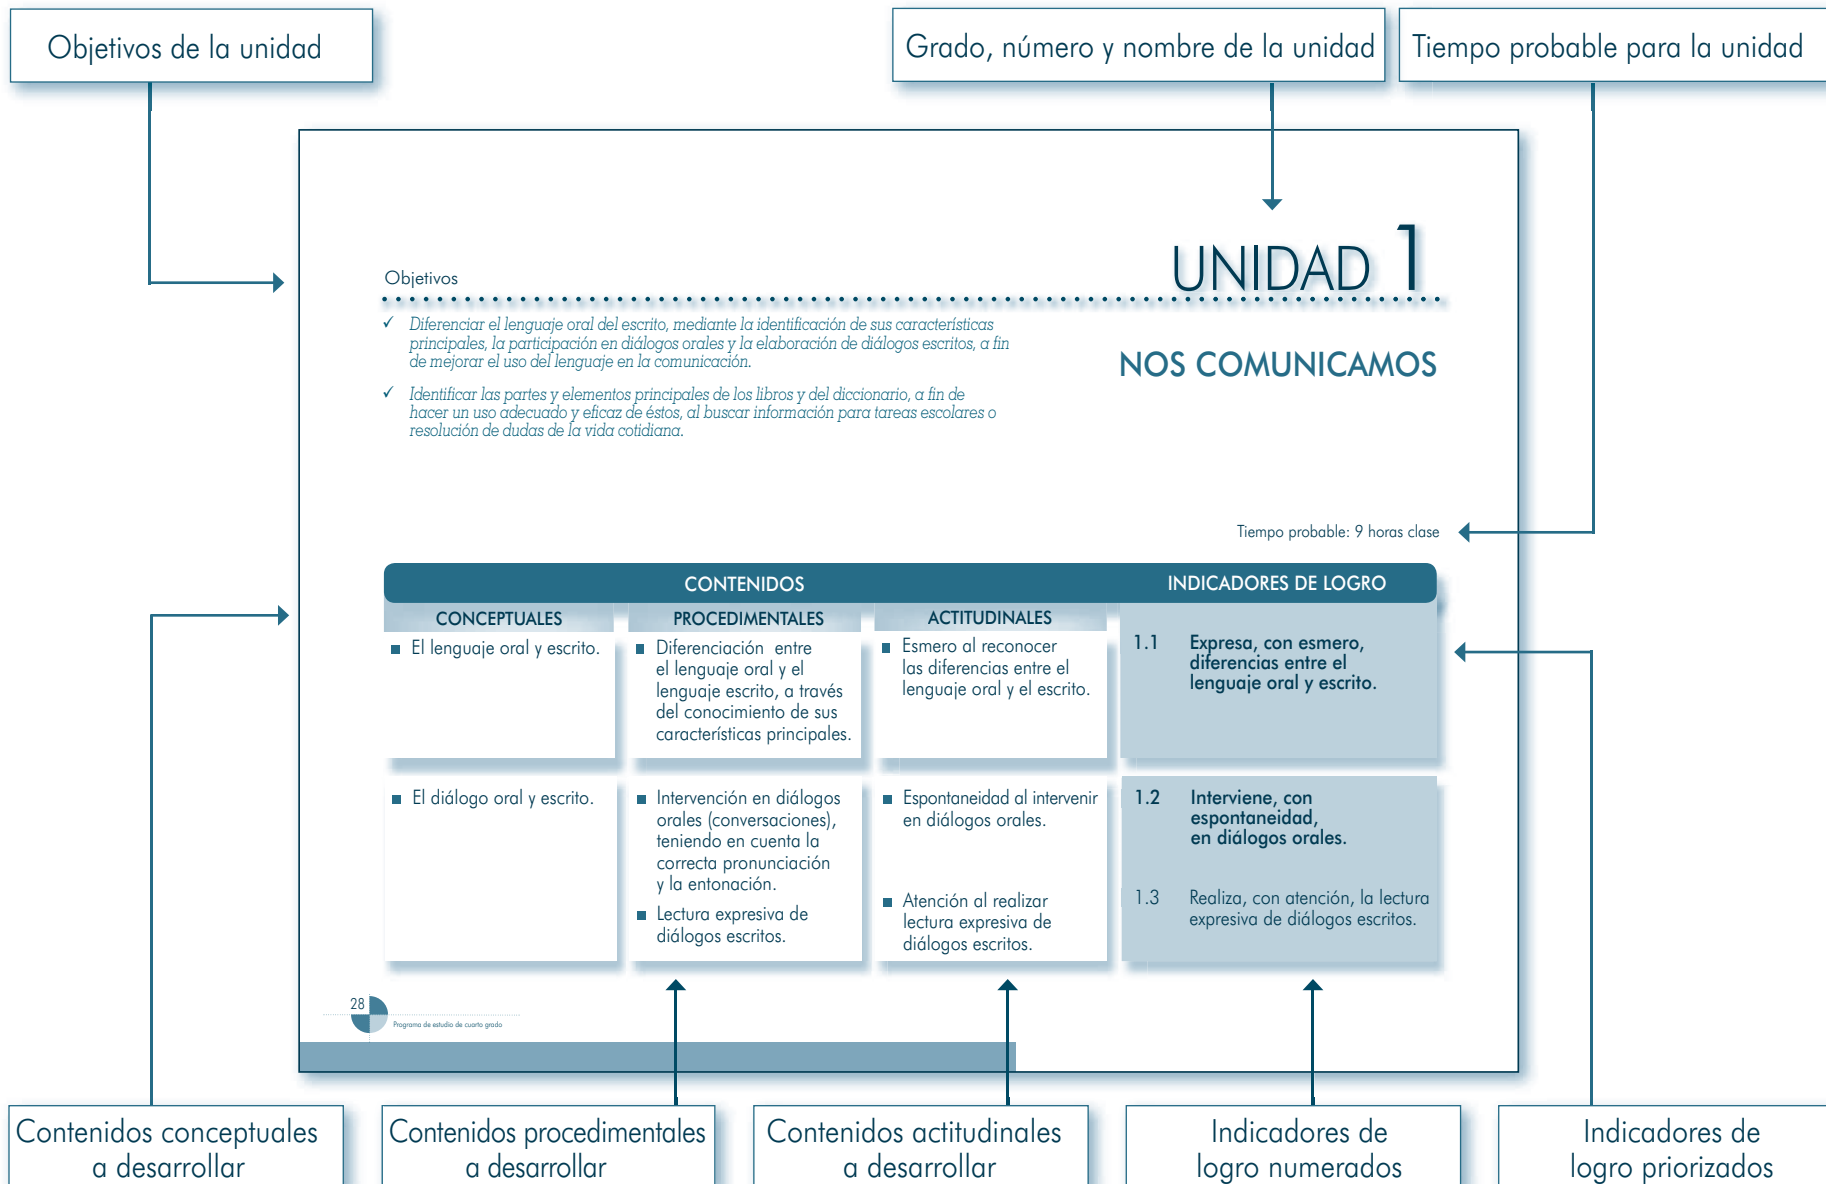 Objetivos de la unidad
Grado, número y nombre de la unidad
Tiempo probable para la unidad
UNIDAD 1
Objetivos
✓ Diferenciar el lenguaje oral del escrito, mediante la identificación de sus características
principales, la participación en diálogos orales y la elaboración de diálogos escritos, a fin
de mejorar el uso del lenguaje en la comunicación.
NOS COMUNICAMOS
✓ Identificar las partes y elementos principales de los libros y del diccionario, a fin de
hacer un uso adecuado y eficaz de éstos, al buscar información para tareas escolares o
resolución de dudas de la vida cotidiana.
Tiempo probable: 9 horas clase
CONTENIDOS
INDICADORES DE LOGRO
CONCEPTUALES
PROCEDIMENTALES
ACTITUDINALES
■ El lenguaje oral y escrito.
■ Diferenciación entre
el lenguaje oral y el
lenguaje escrito, a través
del conocimiento de sus
características principales.
■ Esmero al reconocer
las diferencias entre el
lenguaje oral y el escrito.
1.1 Expresa, con esmero,
diferencias entre el
lenguaje oral y escrito.
■ El diálogo oral y escrito.
■ Intervención en diálogos
orales (conversaciones),
teniendo en cuenta la
correcta pronunciación
y la entonación.
■ Lectura expresiva de
diálogos escritos.
■ Espontaneidad al intervenir
en diálogos orales.
■ Atención al realizar
lectura expresiva de
diálogos escritos.
1.2 Interviene, con
espontaneidad,
en diálogos orales.
1.3 Realiza, con atención, la lectura
expresiva de diálogos escritos.
28
Programa de estudio de cuarto grado
Contenidos conceptuales
a desarrollar
Contenidos procedimentales
a desarrollar
Contenidos actitudinales
a desarrollar
Indicadores de
logro numerados
Indicadores de
logro priorizados